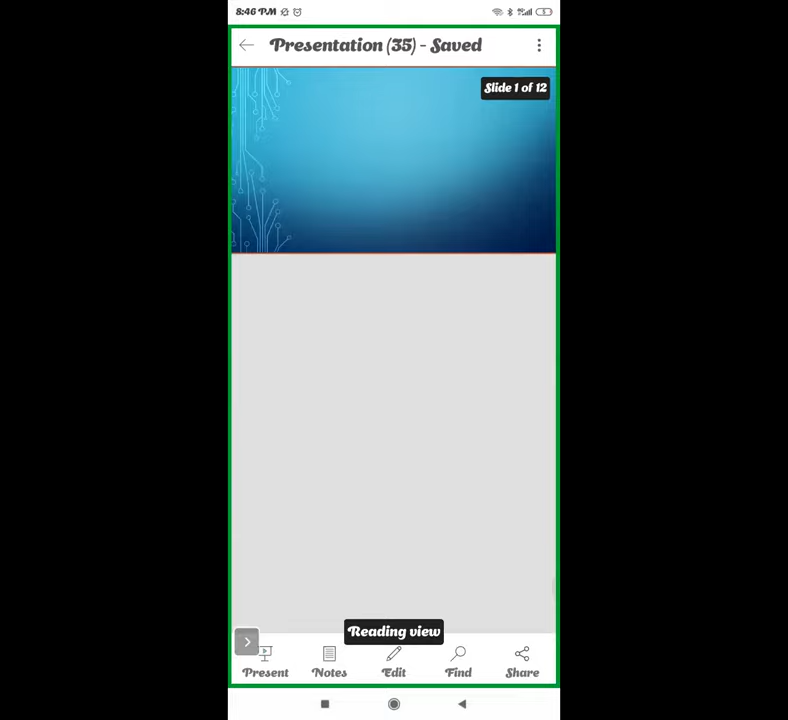 8:46 PM
Presentation (35) - Saved
Slide 1 of 12
Reading view
Present Notes Edit Find Share